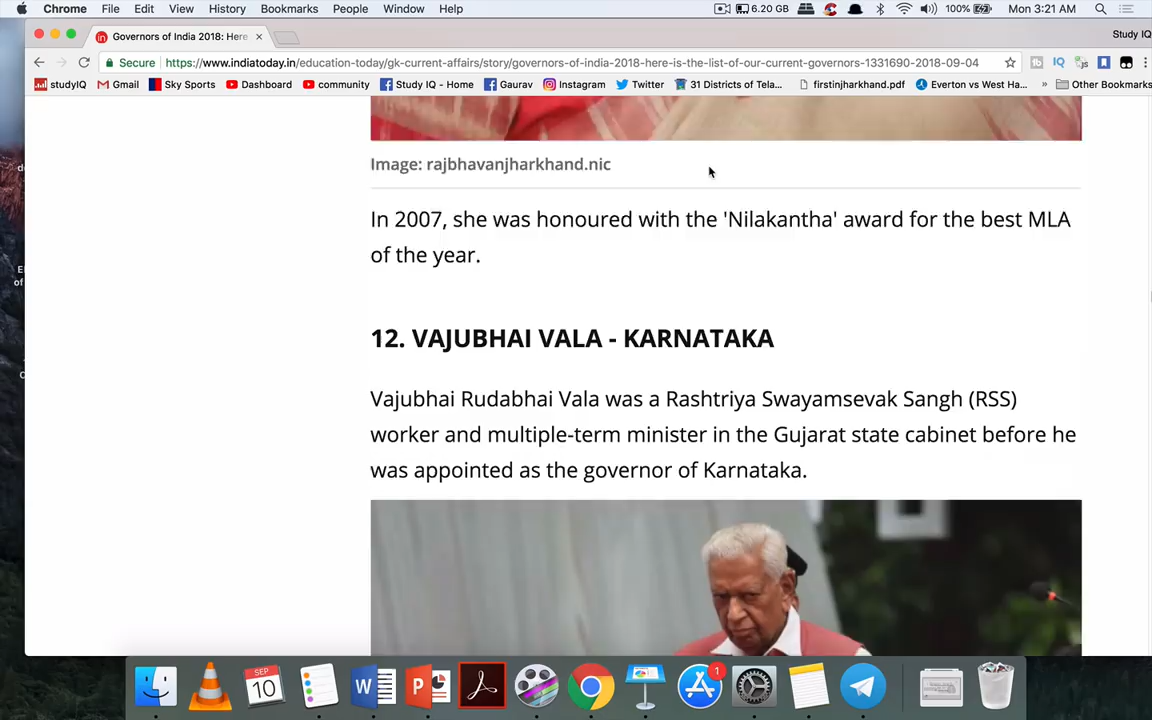 Chrome File Edit View History Bookmarks People Window Help 6.20 GB 100% Mon 3:21 AM
Governors of India 2018: Here Study IQ
Secure https://www.indiatoday.in/education-today/gk-current-affairs/story/governors-of-india-2018-here-is-the-list-of-our-current-governors-1331690-2018-09-04 IQ
studyIQ Gmail Sky Sports Dashboard community Study IQ - Home Gaurav Instagram Twitter 31 Districts of Tela... firstinjharkhand.pdf Everton vs West Ha... » Other Bookmarks
Image: rajbhavanjharkhand.nic
In 2007, she was honoured with the 'Nilakantha' award for the best MLA
of the year.
12. VAJUBHAI VALA - KARNATAKA
Vajubhai Rudabhai Vala was a Rashtriya Swayamsevak Sangh (RSS)
worker and multiple-term minister in the Gujarat state cabinet before he
was appointed as the governor of Karnataka.
SEP
10
1